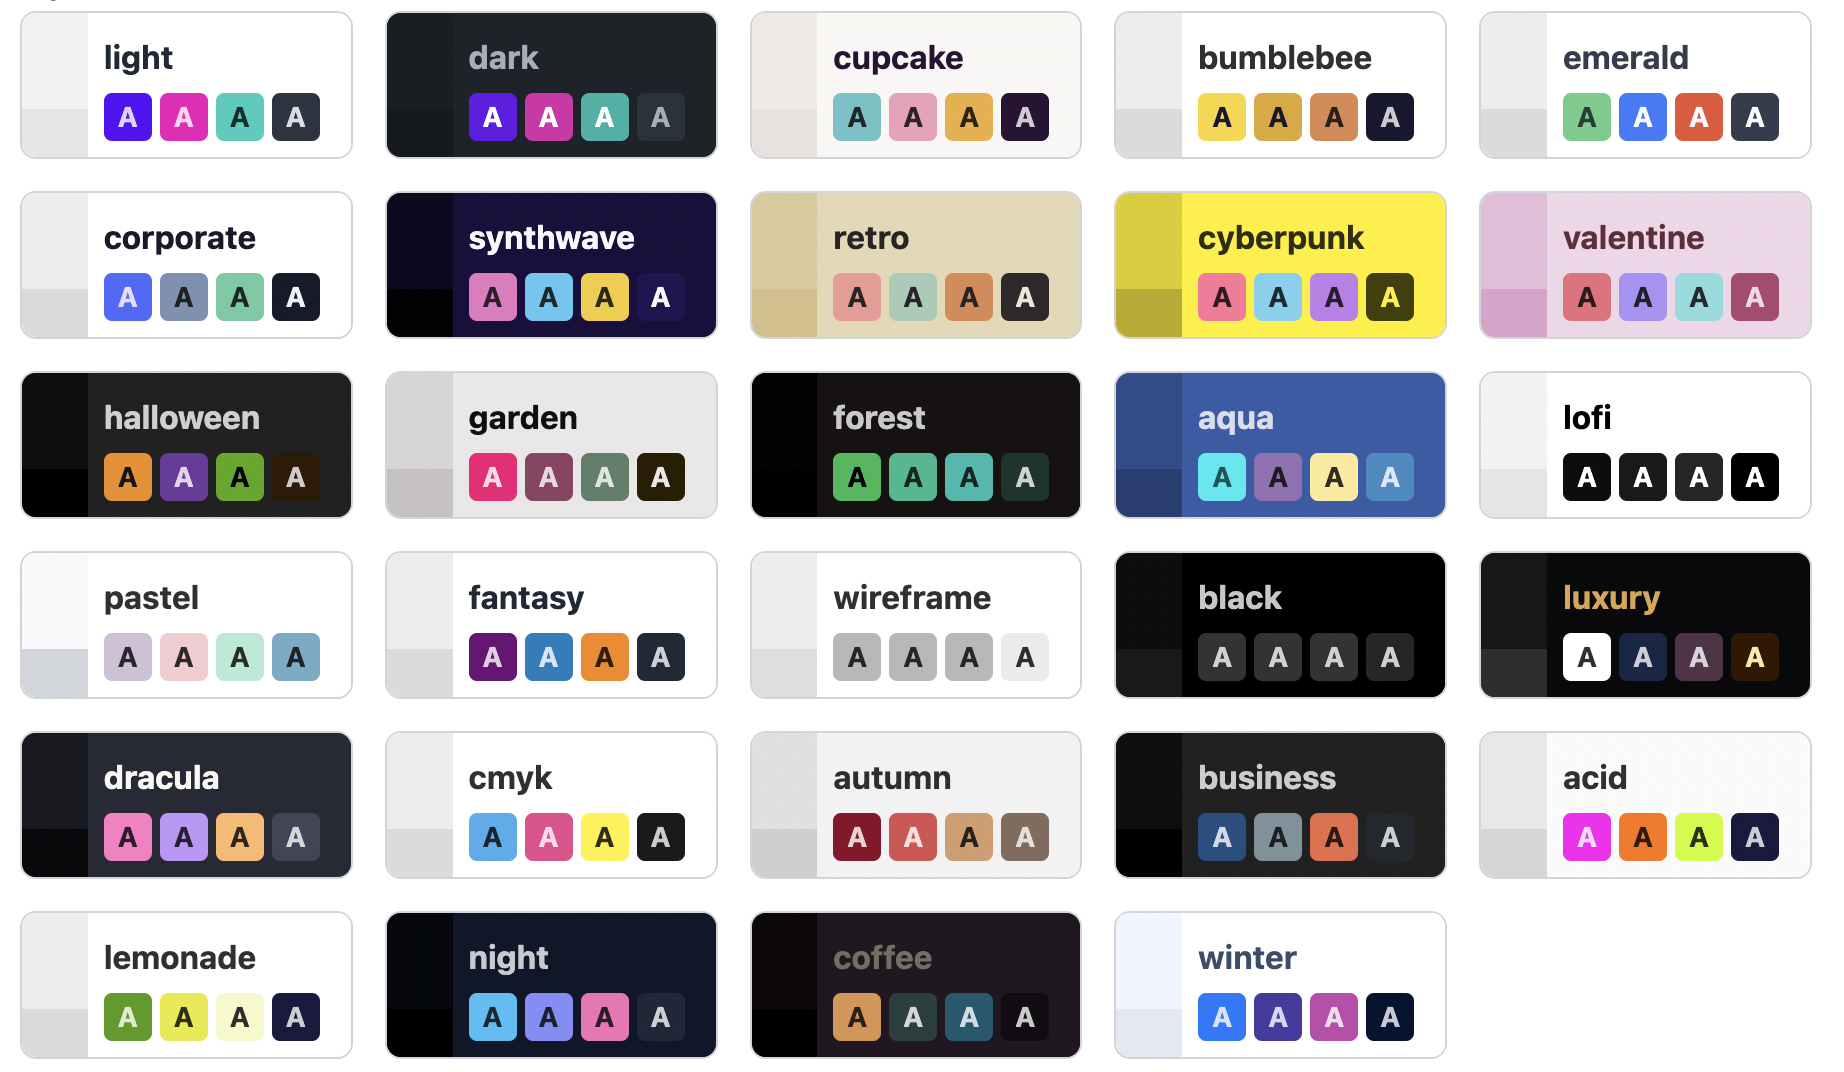 light
A A A A
dark
A A A A
cupcake
A A A A
bumblebee
A A A A
emerald
A A A A
corporate
A A A A
synthwave
A A A A
retro
A A A A
cyberpunk
A A A A
valentine
A A A A
halloween
A A A A
garden
A A A A
forest
A A A A
aqua
A A A A
lofi
A A A A
pastel
A A A A
fantasy
A A A A
wireframe
A A A A
black
A A A A
luxury
A A A A
dracula
A A A A
cmyk
A A A A
autumn
A A A A
business
A A A A
acid
A A A A
lemonade
A A A A
night
A A A A
coffee
A A A A
winter
A A A A